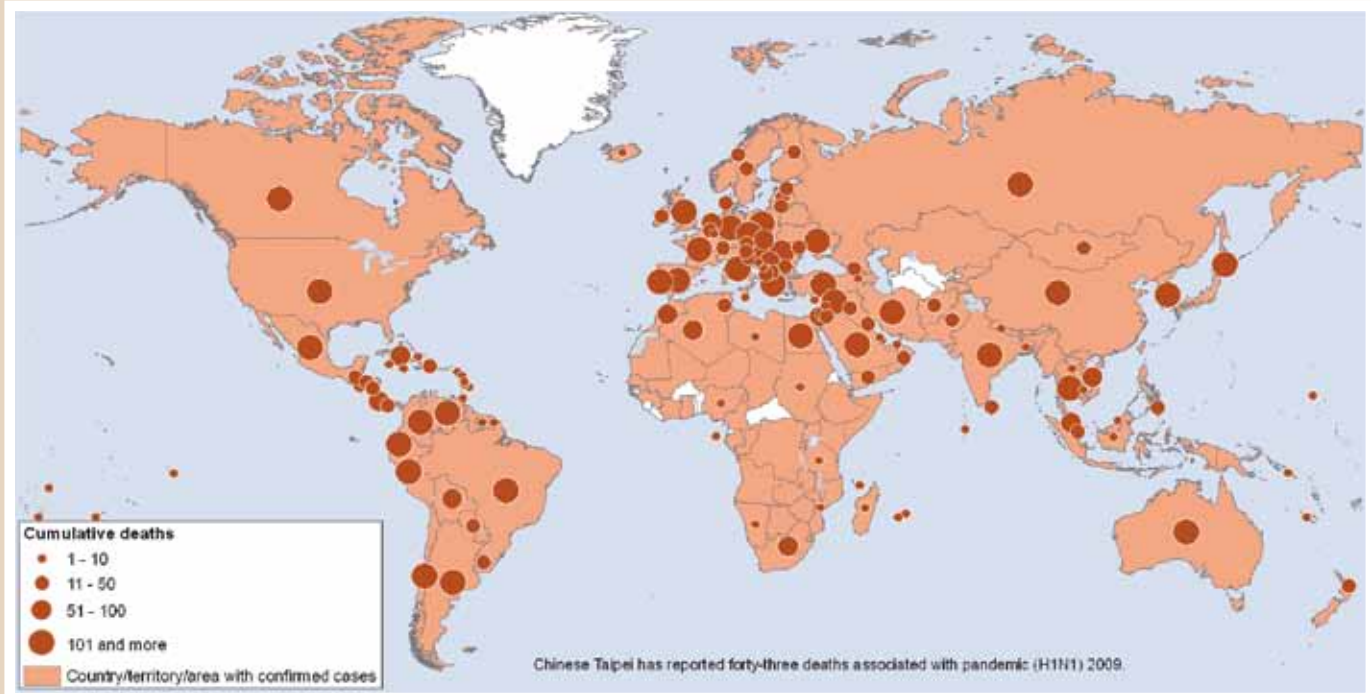 Cumulative deaths
1 - 10
11 - 50
51 - 100
101 and more
Country/territory/area with confirmed cases
Chinese Taipei has reported forty-three deaths associated with pandemic (H1N1) 2009.